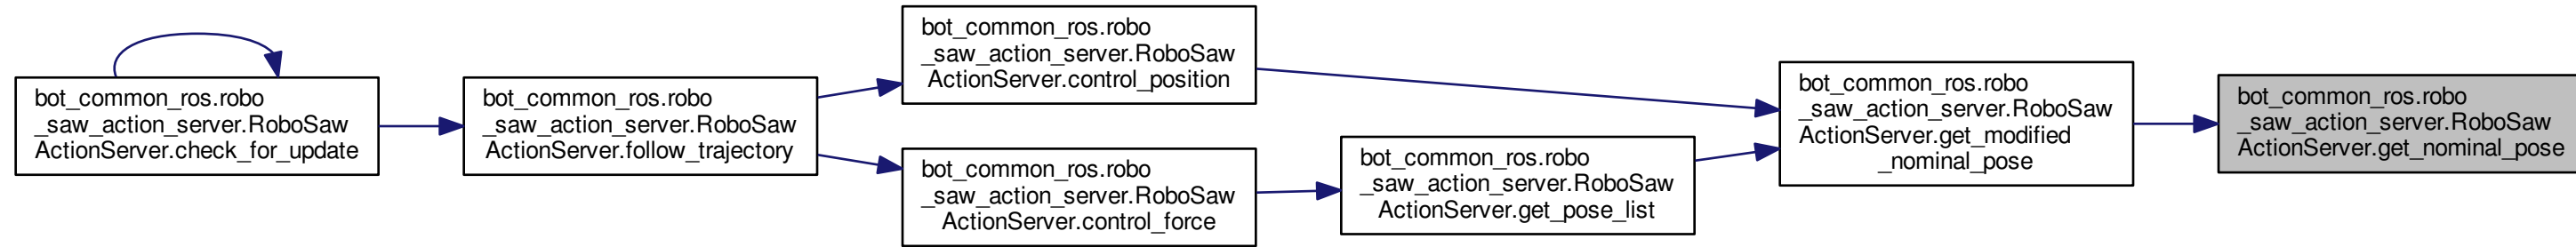 bot_common_ros.robo
_saw_action_server.RoboSaw
ActionServer.check_for_update
bot_common_ros.robo
_saw_action_server.RoboSaw
ActionServer.follow_trajectory
bot_common_ros.robo
_saw_action_server.RoboSaw
ActionServer.control_position
bot_common_ros.robo
_saw_action_server.RoboSaw
ActionServer.control_force
bot_common_ros.robo
_saw_action_server.RoboSaw
ActionServer.get_pose_list
bot_common_ros.robo
_saw_action_server.RoboSaw
ActionServer.get_modified
_nominal_pose
bot_common_ros.robo
_saw_action_server.RoboSaw
ActionServer.get_nominal_pose